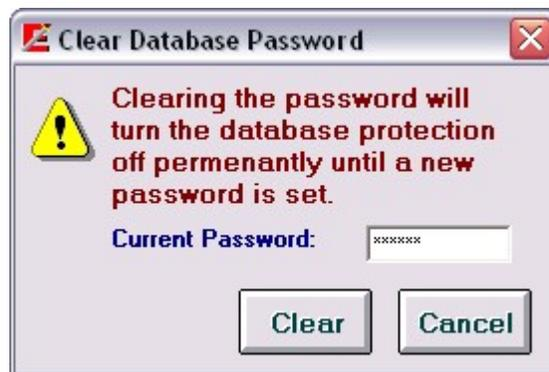 Clear Database Password
Clearing the password will
turn the database protection
off permenantly until a new
password is set.
Current Password: xxxxxx
Clear Cancel